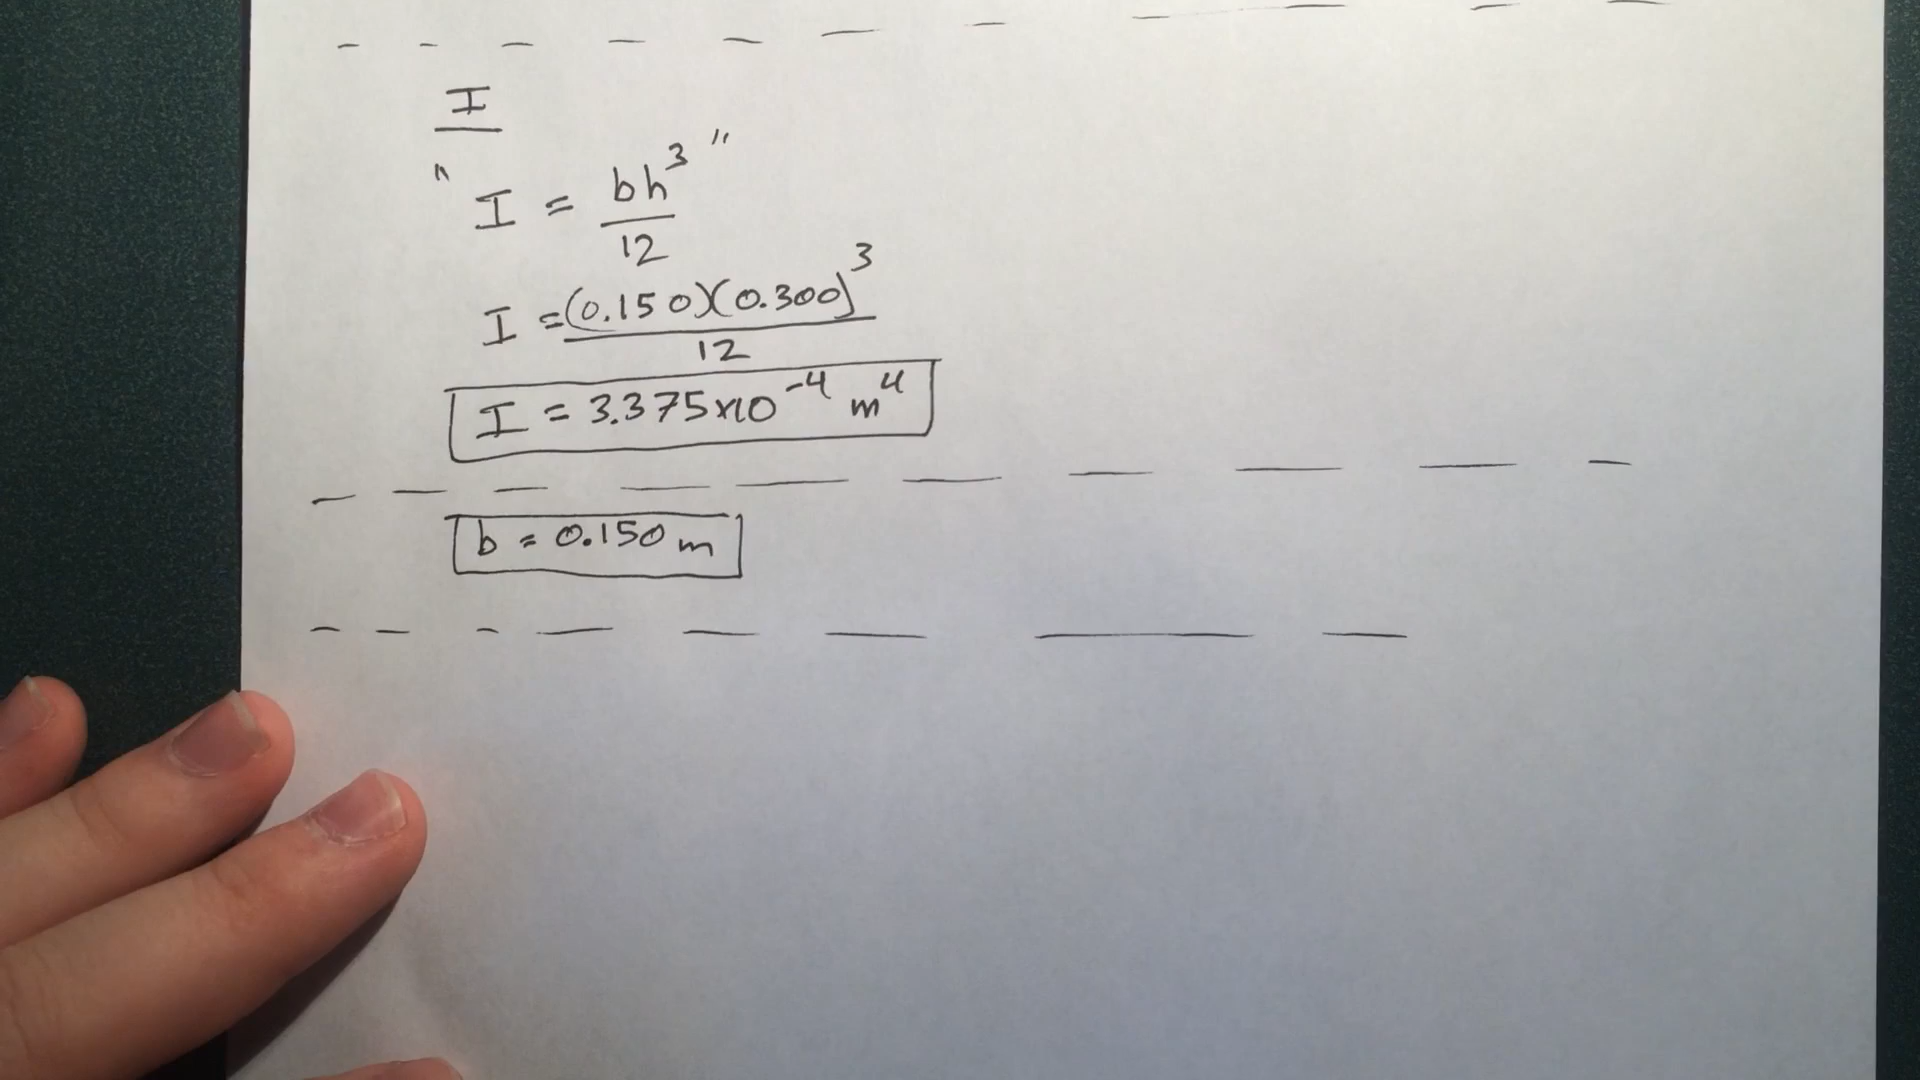 I
" I = bh³ "
12
I = (0.150)(0.300)³
12
I = 3.375x10⁻⁴ m⁴
b = 0.150 m